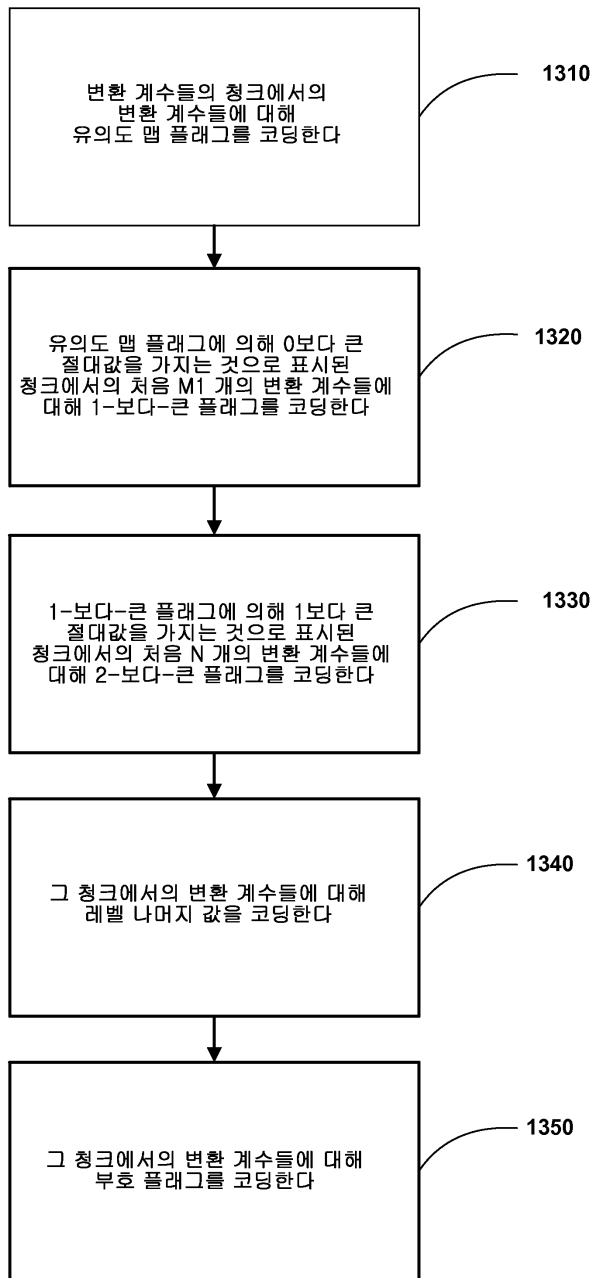 변환 계수들의 청크에서의
변환 계수들에 대해
유의도 맵 플래그를 코딩한다
1310
유의도 맵 플래그에 의해 0보다 큰
절대값을 가지는 것으로 표시된
청크에서의 처음 M1 개의 변환 계수들에
대해 1-보다-큰 플래그를 코딩한다
1320
1-보다-큰 플래그에 의해 1보다 큰
절대값을 가지는 것으로 표시된
청크에서의 처음 N 개의 변환 계수들에
대해 2-보다-큰 플래그를 코딩한다
1330
그 청크에서의 변환 계수들에 대해
레벨 나머지 값을 코딩한다
1340
그 청크에서의 변환 계수들에 대해
부호 플래그를 코딩한다
1350